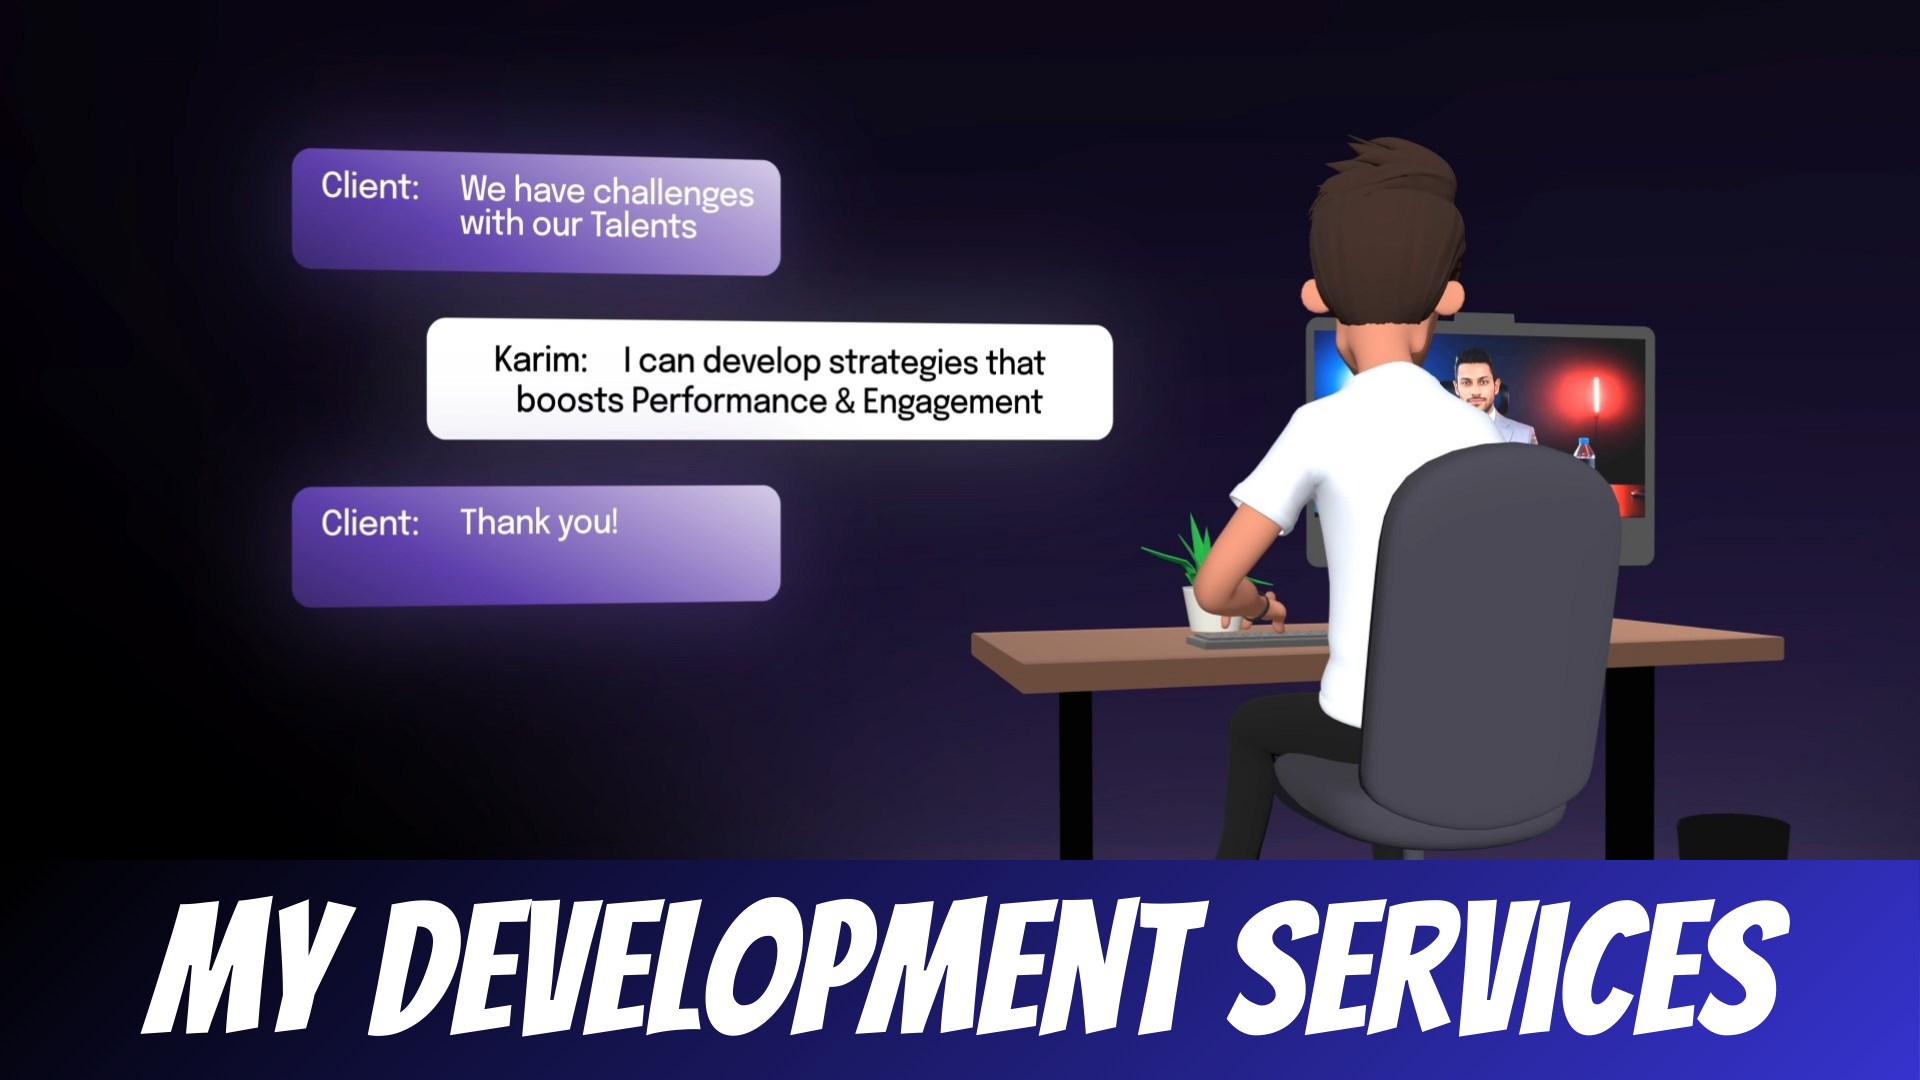 Client: We have challenges
with our Talents
Karim: I can develop strategies that
boosts Performance & Engagement
Client: Thank you!
MY DEVELOPMENT SERVICES